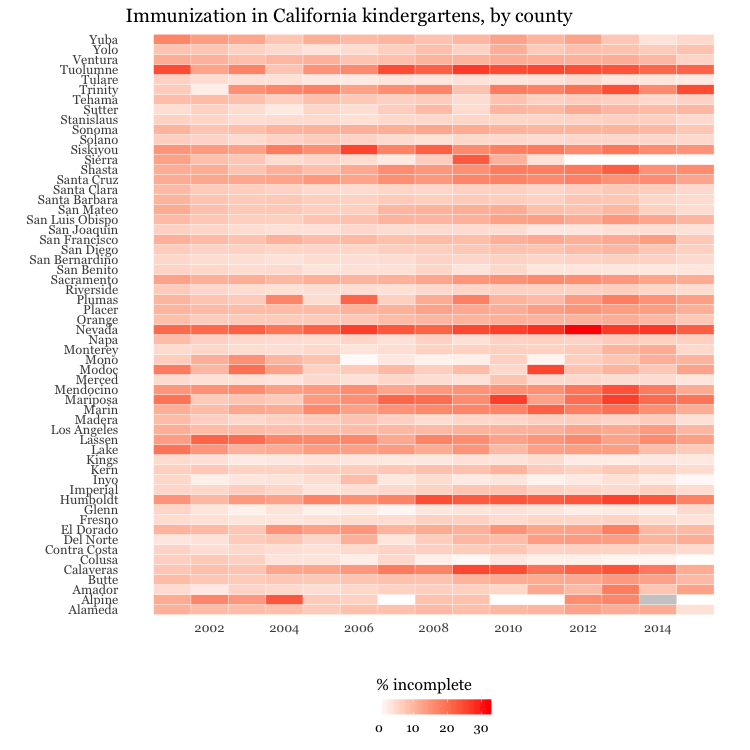 Immunization in California kindergartens, by county
Yuba
Yolo
Ventura
Tuolumne
Tulare
Trinity
Tehama
Sutter
Stanislaus
Sonoma
Solano
Siskiyou
Sierra
Shasta
Santa Cruz
Santa Clara
Santa Barbara
San Mateo
San Luis Obispo
San Joaquin
San Francisco
San Diego
San Bernardino
San Benito
Sacramento
Riverside
Plumas
Placer
Orange
Nevada
Napa
Monterey
Mono
Modoc
Merced
Mendocino
Mariposa
Marin
Madera
Los Angeles
Lassen
Lake
Kings
Kern
Inyo
Imperial
Humboldt
Glenn
Fresno
El Dorado
Del Norte
Contra Costa
Colusa
Calaveras
Butte
Amador
Alpine
Alameda
2002 2004 2006 2008 2010 2012 2014
% incomplete
0 10 20 30